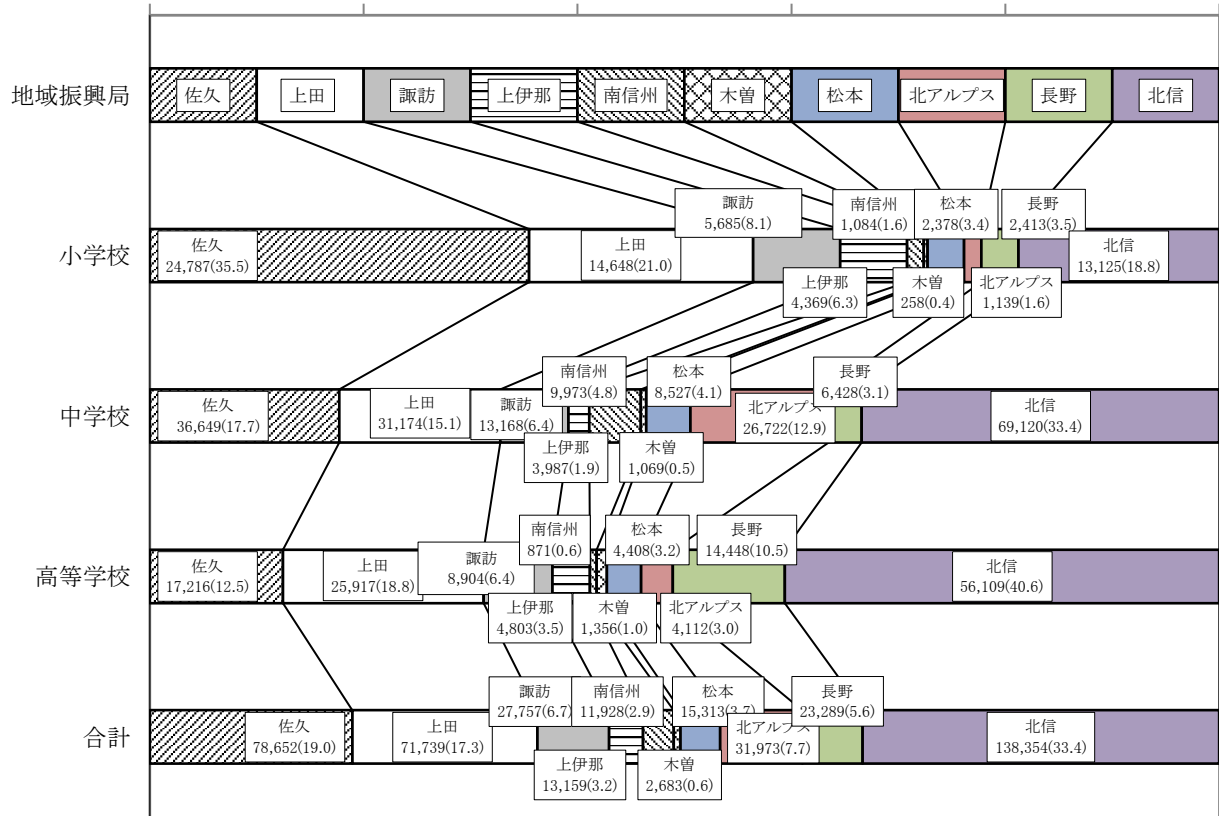 地域振興局
佐久
上田
諏訪
上伊那
南信州
木曽
松本
北アルプス
長野
北信
小学校
佐久
24,787(35.5)
上田
14,648(21.0)
諏訪
5,685(8.1)
上伊那
4,369(6.3)
南信州
1,084(1.6)
木曽
258(0.4)
松本
2,378(3.4)
北アルプス
1,139(1.6)
長野
2,413(3.5)
北信
13,125(18.8)
中学校
佐久
36,649(17.7)
上田
31,174(15.1)
諏訪
13,168(6.4)
上伊那
3,987(1.9)
南信州
9,973(4.8)
木曽
1,069(0.5)
松本
8,527(4.1)
北アルプス
26,722(12.9)
長野
6,428(3.1)
北信
69,120(33.4)
高等学校
佐久
17,216(12.5)
上田
25,917(18.8)
諏訪
8,904(6.4)
上伊那
4,803(3.5)
南信州
871(0.6)
木曽
1,356(1.0)
松本
4,408(3.2)
北アルプス
4,112(3.0)
長野
14,448(10.5)
北信
56,109(40.6)
合計
佐久
78,652(19.0)
上田
71,739(17.3)
諏訪
27,757(6.7)
上伊那
13,159(3.2)
南信州
11,928(2.9)
木曽
2,683(0.6)
松本
15,313(3.7)
北アルプス
31,973(7.7)
長野
23,289(5.6)
北信
138,354(33.4)